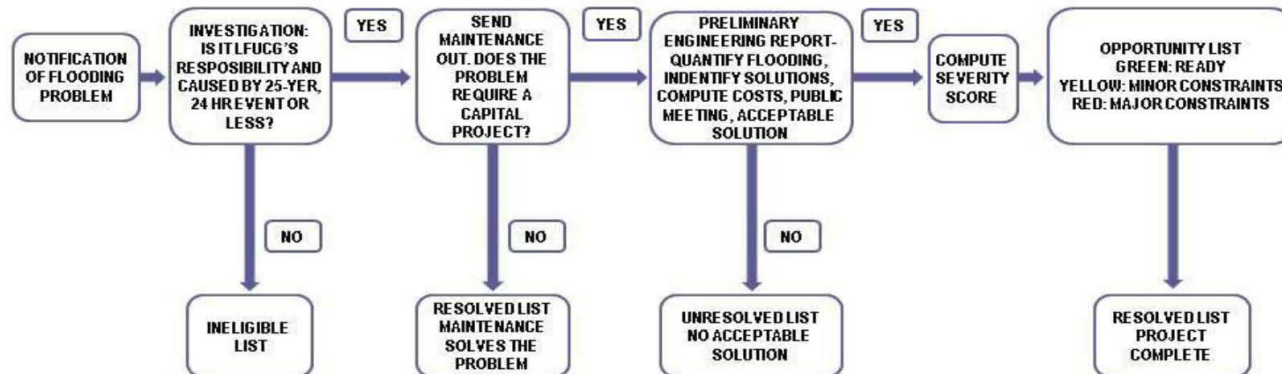 NOTIFICATION
OF FLOODING
PROBLEM
INVESTIGATION:
IS IT LFUCG'S
RESPOSIBILITY AND
CAUSED BY 25-YER,
24 HR EVENT OR
LESS?
YES
SEND
MAINTENANCE
OUT. DOES THE
PROBLEM
REQUIRE A
CAPITAL
PROJECT?
YES
PRELIMINARY
ENGINEERING REPORT-
QUANTIFY FLOODING,
INDENTIFY SOLUTIONS,
COMPUTE COSTS, PUBLIC
MEETING, ACCEPTABLE
SOLUTION
YES
COMPUTE
SEVERITY
SCORE
OPPORTUNITY LIST
GREEN: READY
YELLOW: MINOR CONSTRAINTS
RED: MAJOR CONSTRAINTS
NO
NO
NO
INELIGIBLE
LIST
RESOLVED LIST
MAINTENANCE
SOLVES THE
PROBLEM
UNRESOLVED LIST
NO ACCEPTABLE
SOLUTION
RESOLVED LIST
PROJECT
COMPLETE